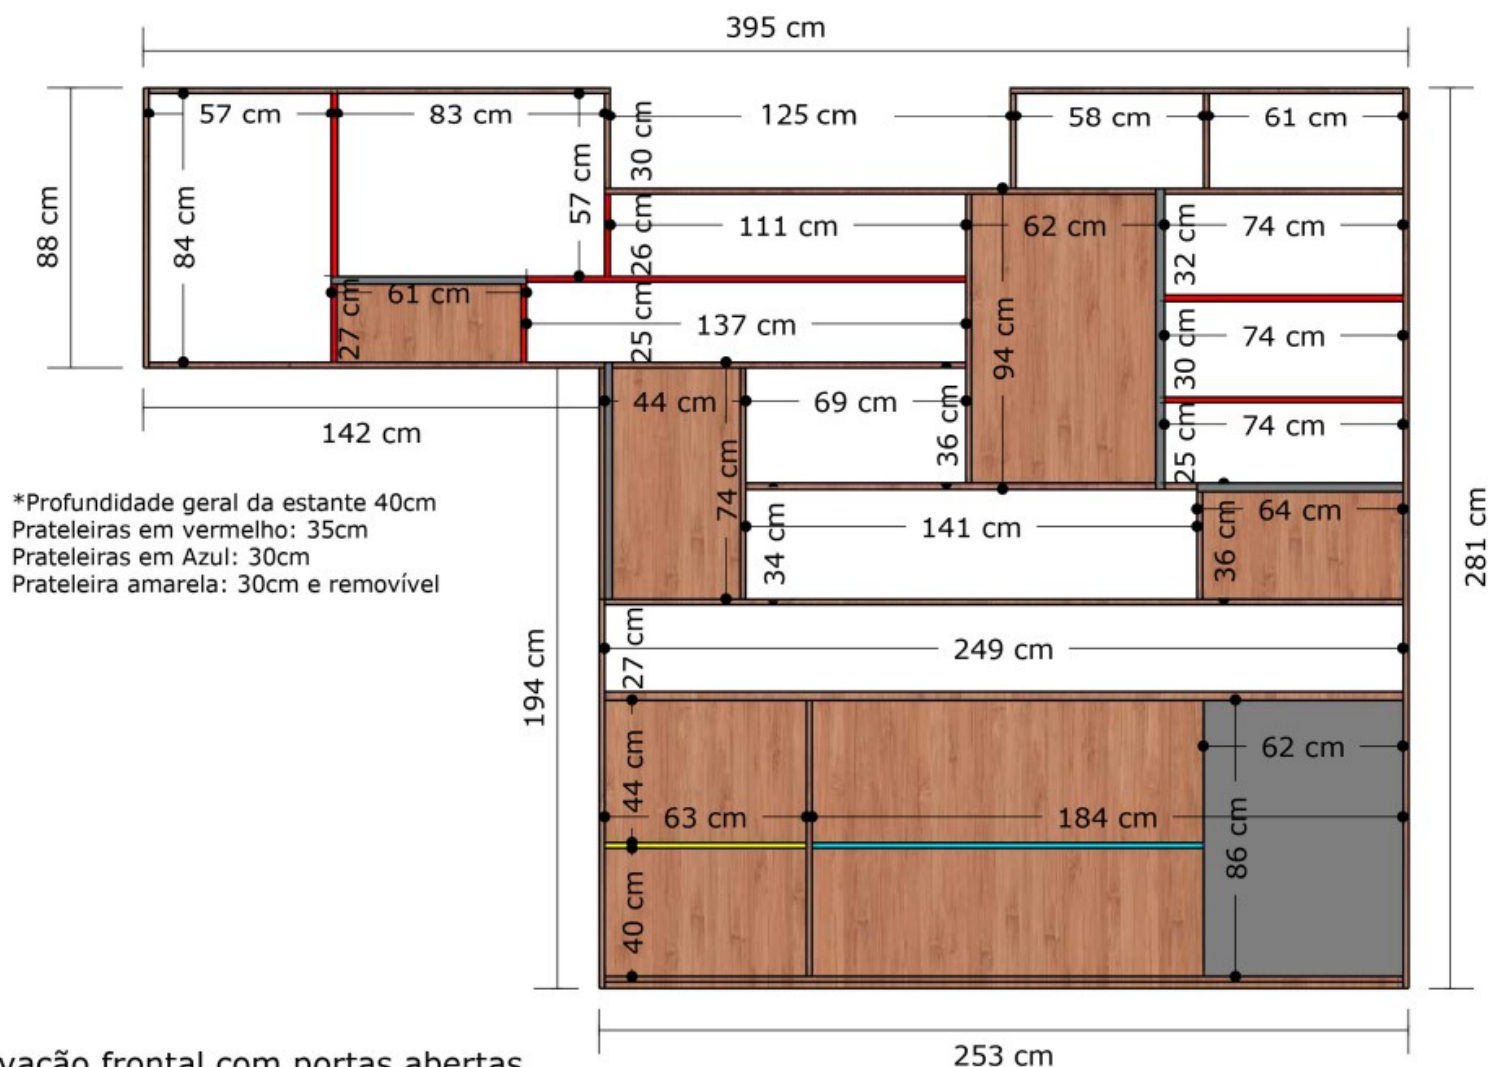 395 cm
57 cm
83 cm
30 cm
125 cm
58 cm
61 cm
88 cm
84 cm
57 cm
26 cm
111 cm
62 cm
32 cm
74 cm
27 cm
61 cm
25 cm
137 cm
94 cm
30 cm
74 cm
142 cm
44 cm
69 cm
36 cm
25 cm
74 cm
*Profundidade geral da estante 40cm
Prateleiras em vermelho: 35cm
Prateleiras em Azul: 30cm
Prateleira amarela: 30cm e removível
74 cm
34 cm
141 cm
36 cm
64 cm
281 cm
194 cm
27 cm
249 cm
44 cm
63 cm
184 cm
62 cm
86 cm
40 cm
vação frontal com portas abertas
253 cm